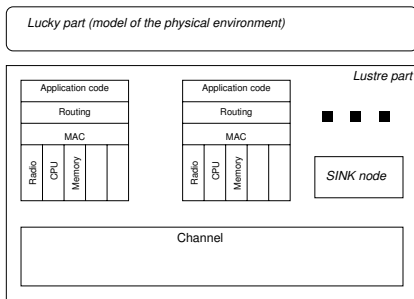 Lucky part (model of the physical environment)
Lustre part
Application code
Routing
MAC
Radio
CPU
Memory
Application code
Routing
MAC
Radio
CPU
Memory
SINK node
Channel